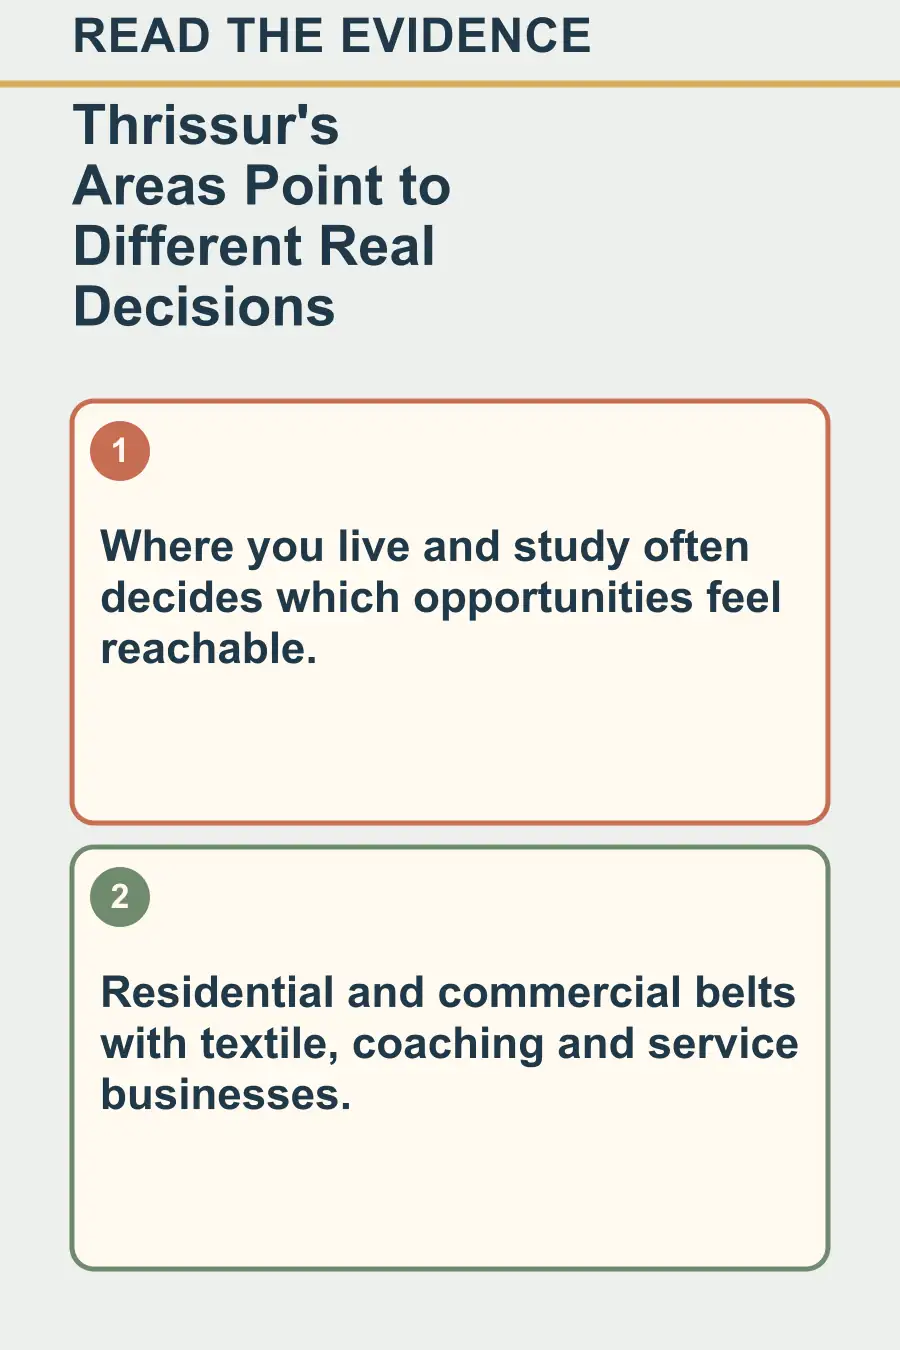 READ THE EVIDENCE
Thrissur's
Areas Point to
Different Real
Decisions
1
Where you live and study often
decides which opportunities feel
reachable.
2
Residential and commercial belts
with textile, coaching and service
businesses.